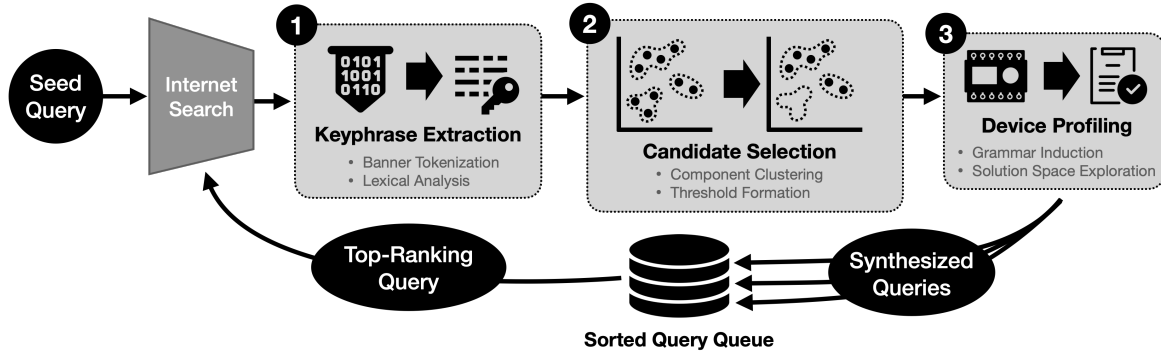 Seed
Query
Internet
Search
1
0101
1001
0110
Keyphrase Extraction
• Banner Tokenization
• Lexical Analysis
2
Candidate Selection
• Component Clustering
• Threshold Formation
3
Device Profiling
• Grammar Induction
• Solution Space Exploration
Top-Ranking
Query
Synthesized
Queries
Sorted Query Queue